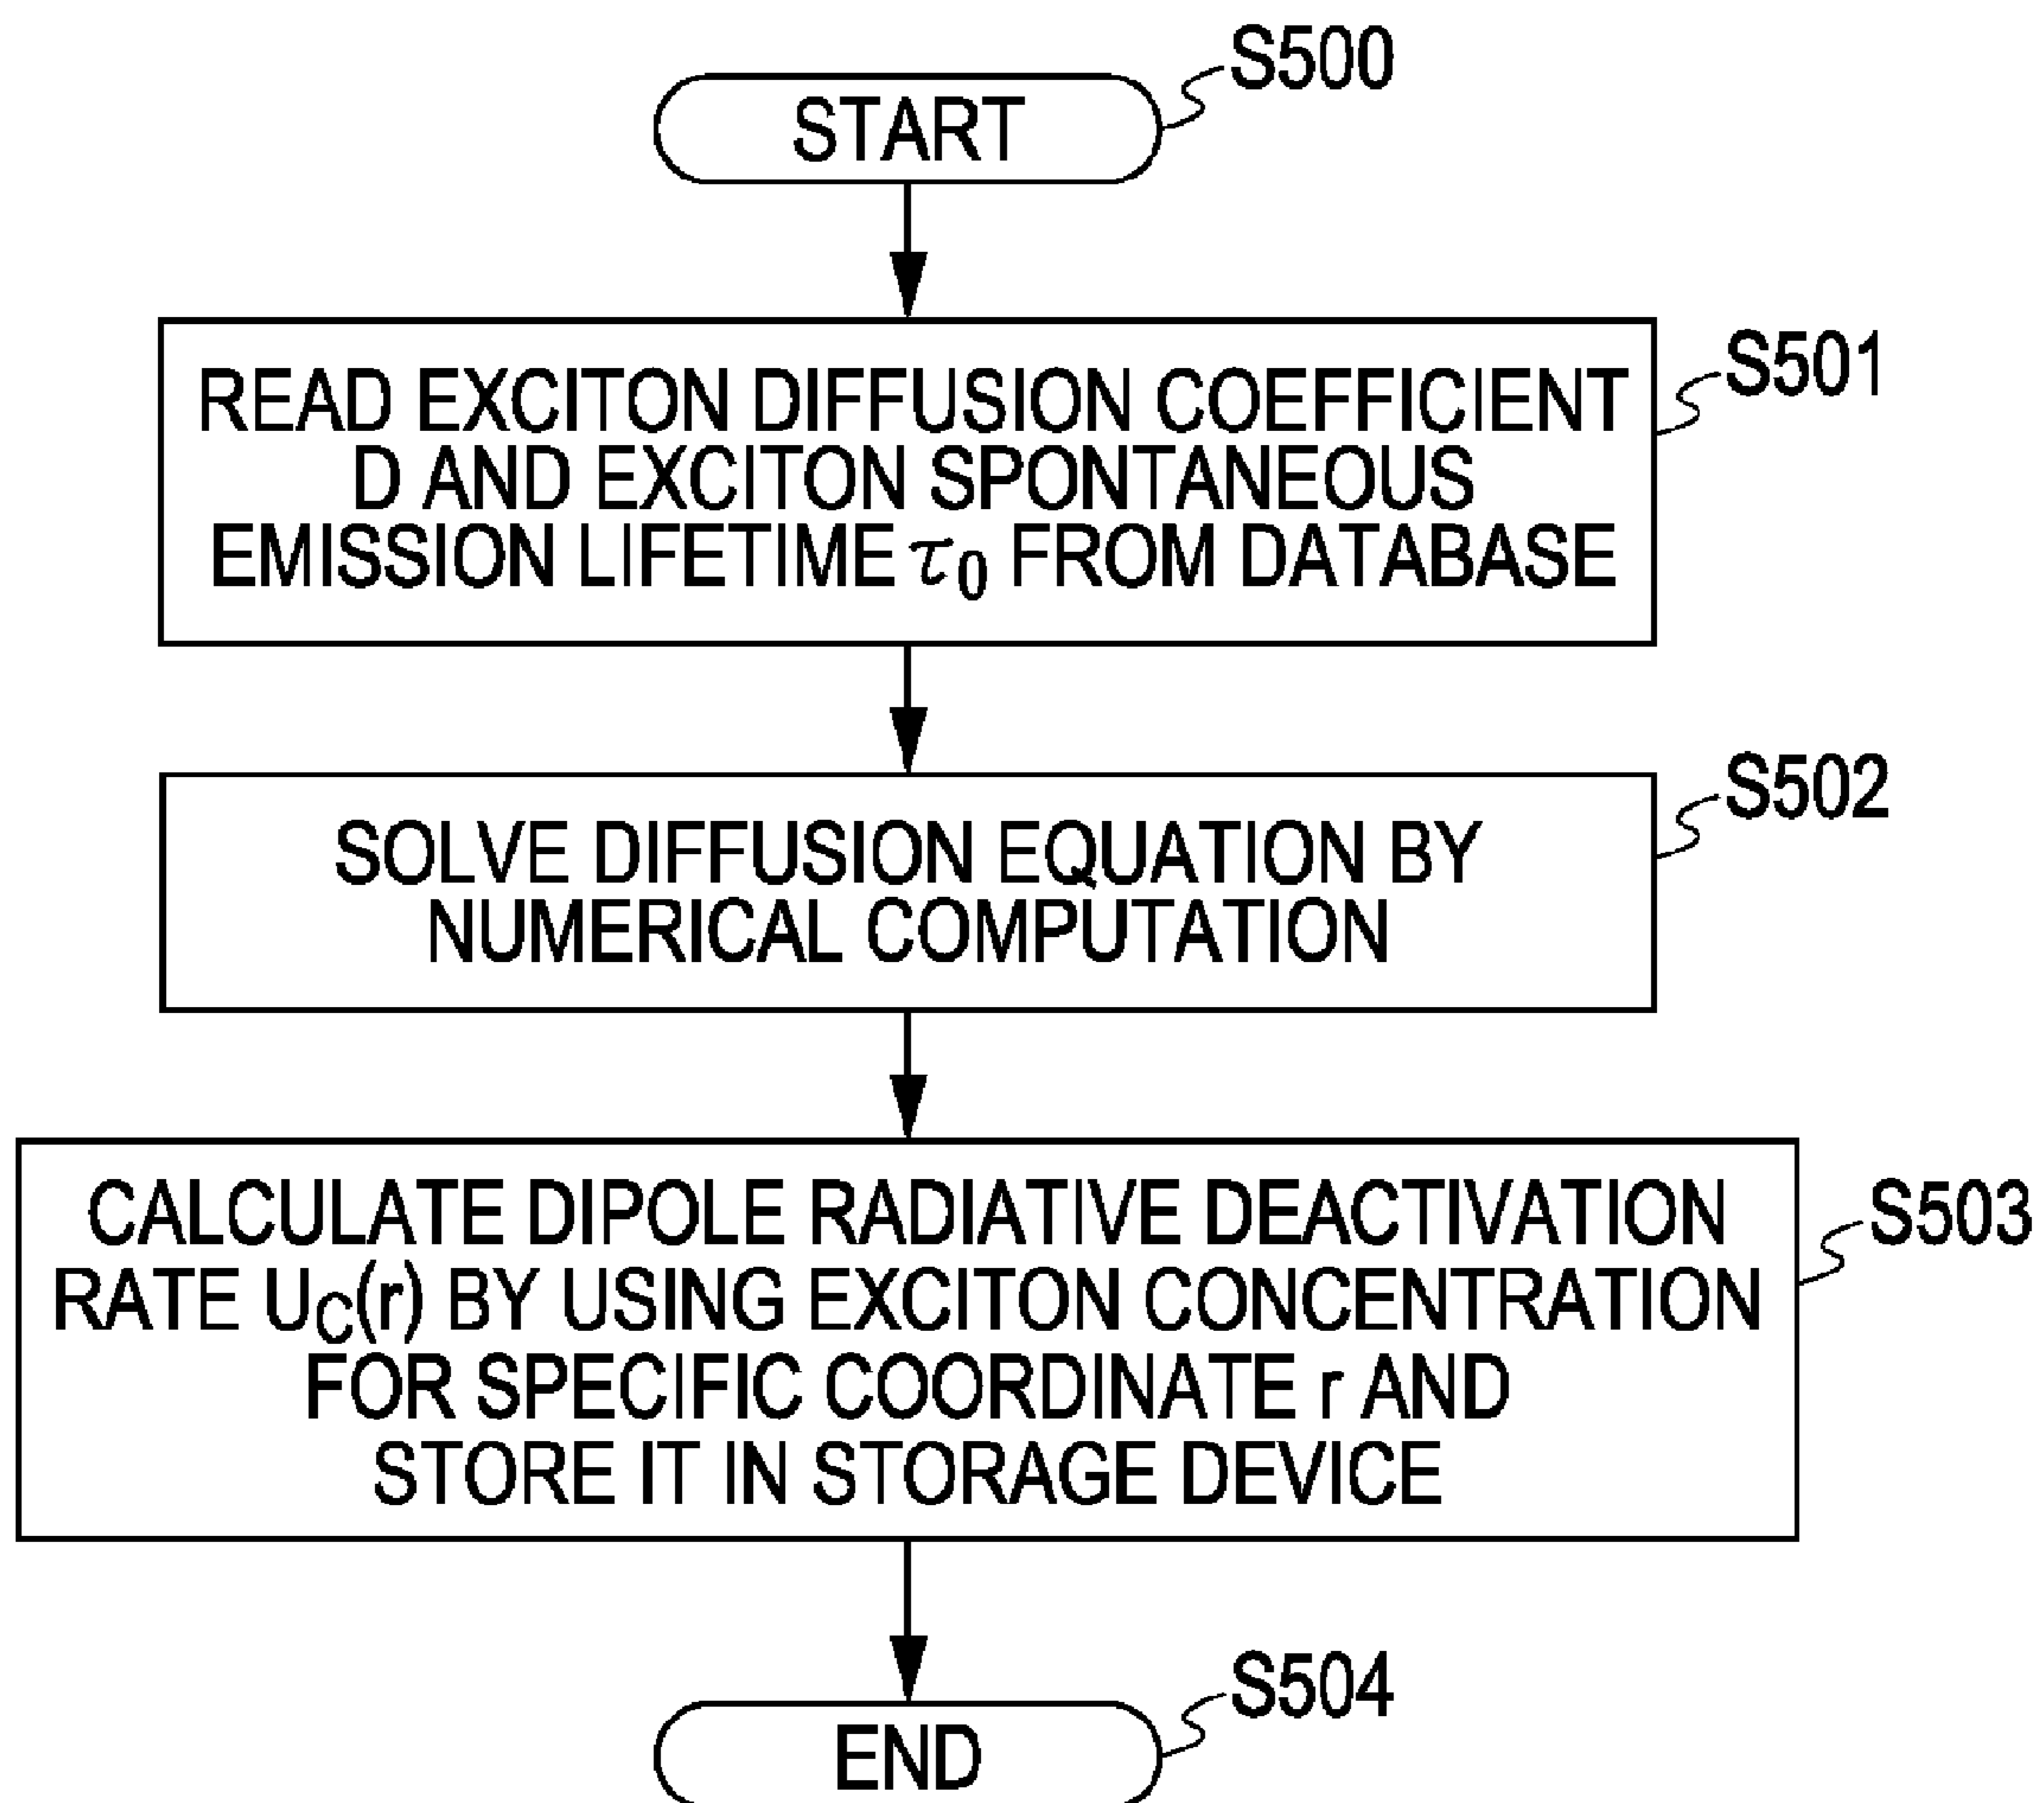 S500
START
S501
READ EXCITON DIFFUSION COEFFICIENT
D AND EXCITON SPONTANEOUS
EMISSION LIFETIME τ₀ FROM DATABASE
S502
SOLVE DIFFUSION EQUATION BY
NUMERICAL COMPUTATION
S503
CALCULATE DIPOLE RADIATIVE DEACTIVATION
RATE U_C(r) BY USING EXCITON CONCENTRATION
FOR SPECIFIC COORDINATE r AND
STORE IT IN STORAGE DEVICE
S504
END